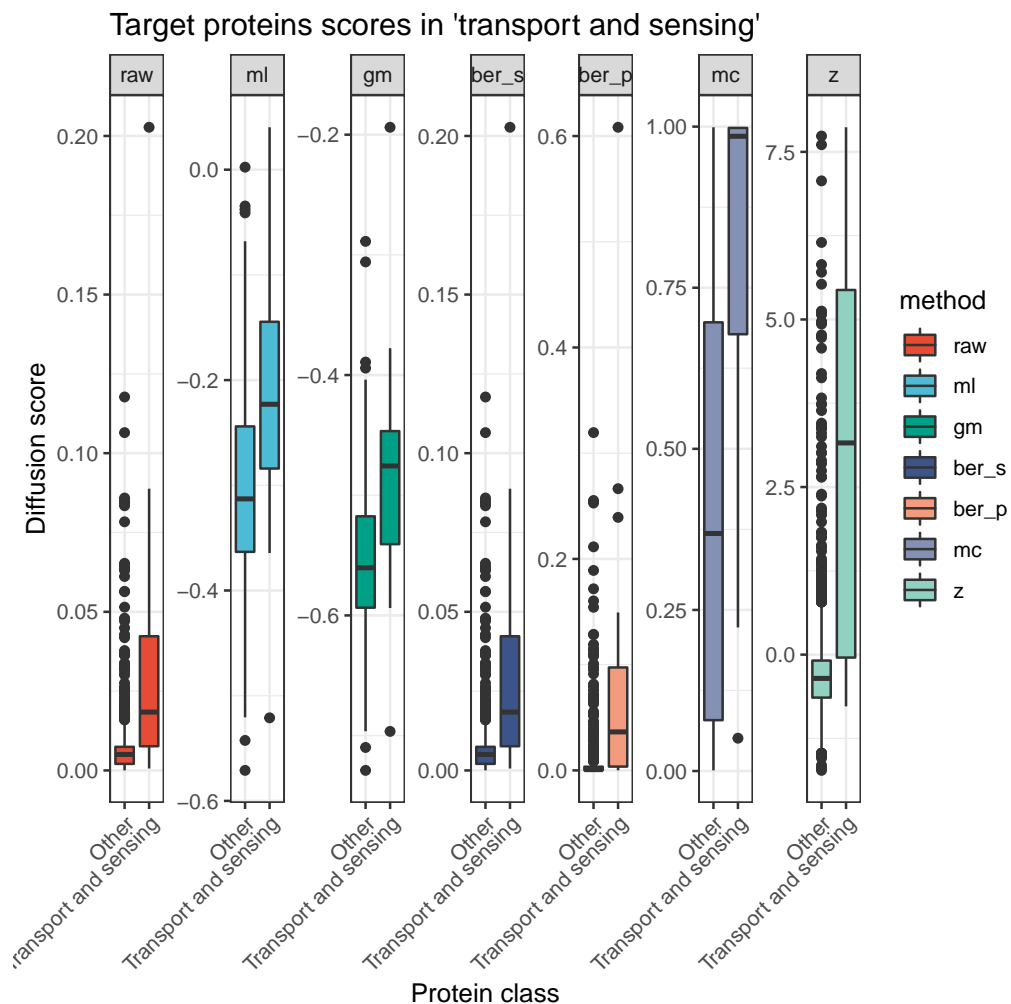 Target proteins scores in 'transport and sensing'
raw ml gm ber_s ber_p mc z
Diffusion score
0.20
0.15
0.10
0.05
0.00
0.0
−0.2
−0.4
−0.6
−0.2
−0.4
−0.6
0.20
0.15
0.10
0.05
0.00
0.6
0.4
0.2
0.0
1.00
0.75
0.50
0.25
0.00
7.5
5.0
2.5
0.0
Other
Transport and sensing
Other
Transport and sensing
Other
Transport and sensing
Other
Transport and sensing
Other
Transport and sensing
Other
Transport and sensing
Other
Transport and sensing
Protein class
method
raw
ml
gm
ber_s
ber_p
mc
z